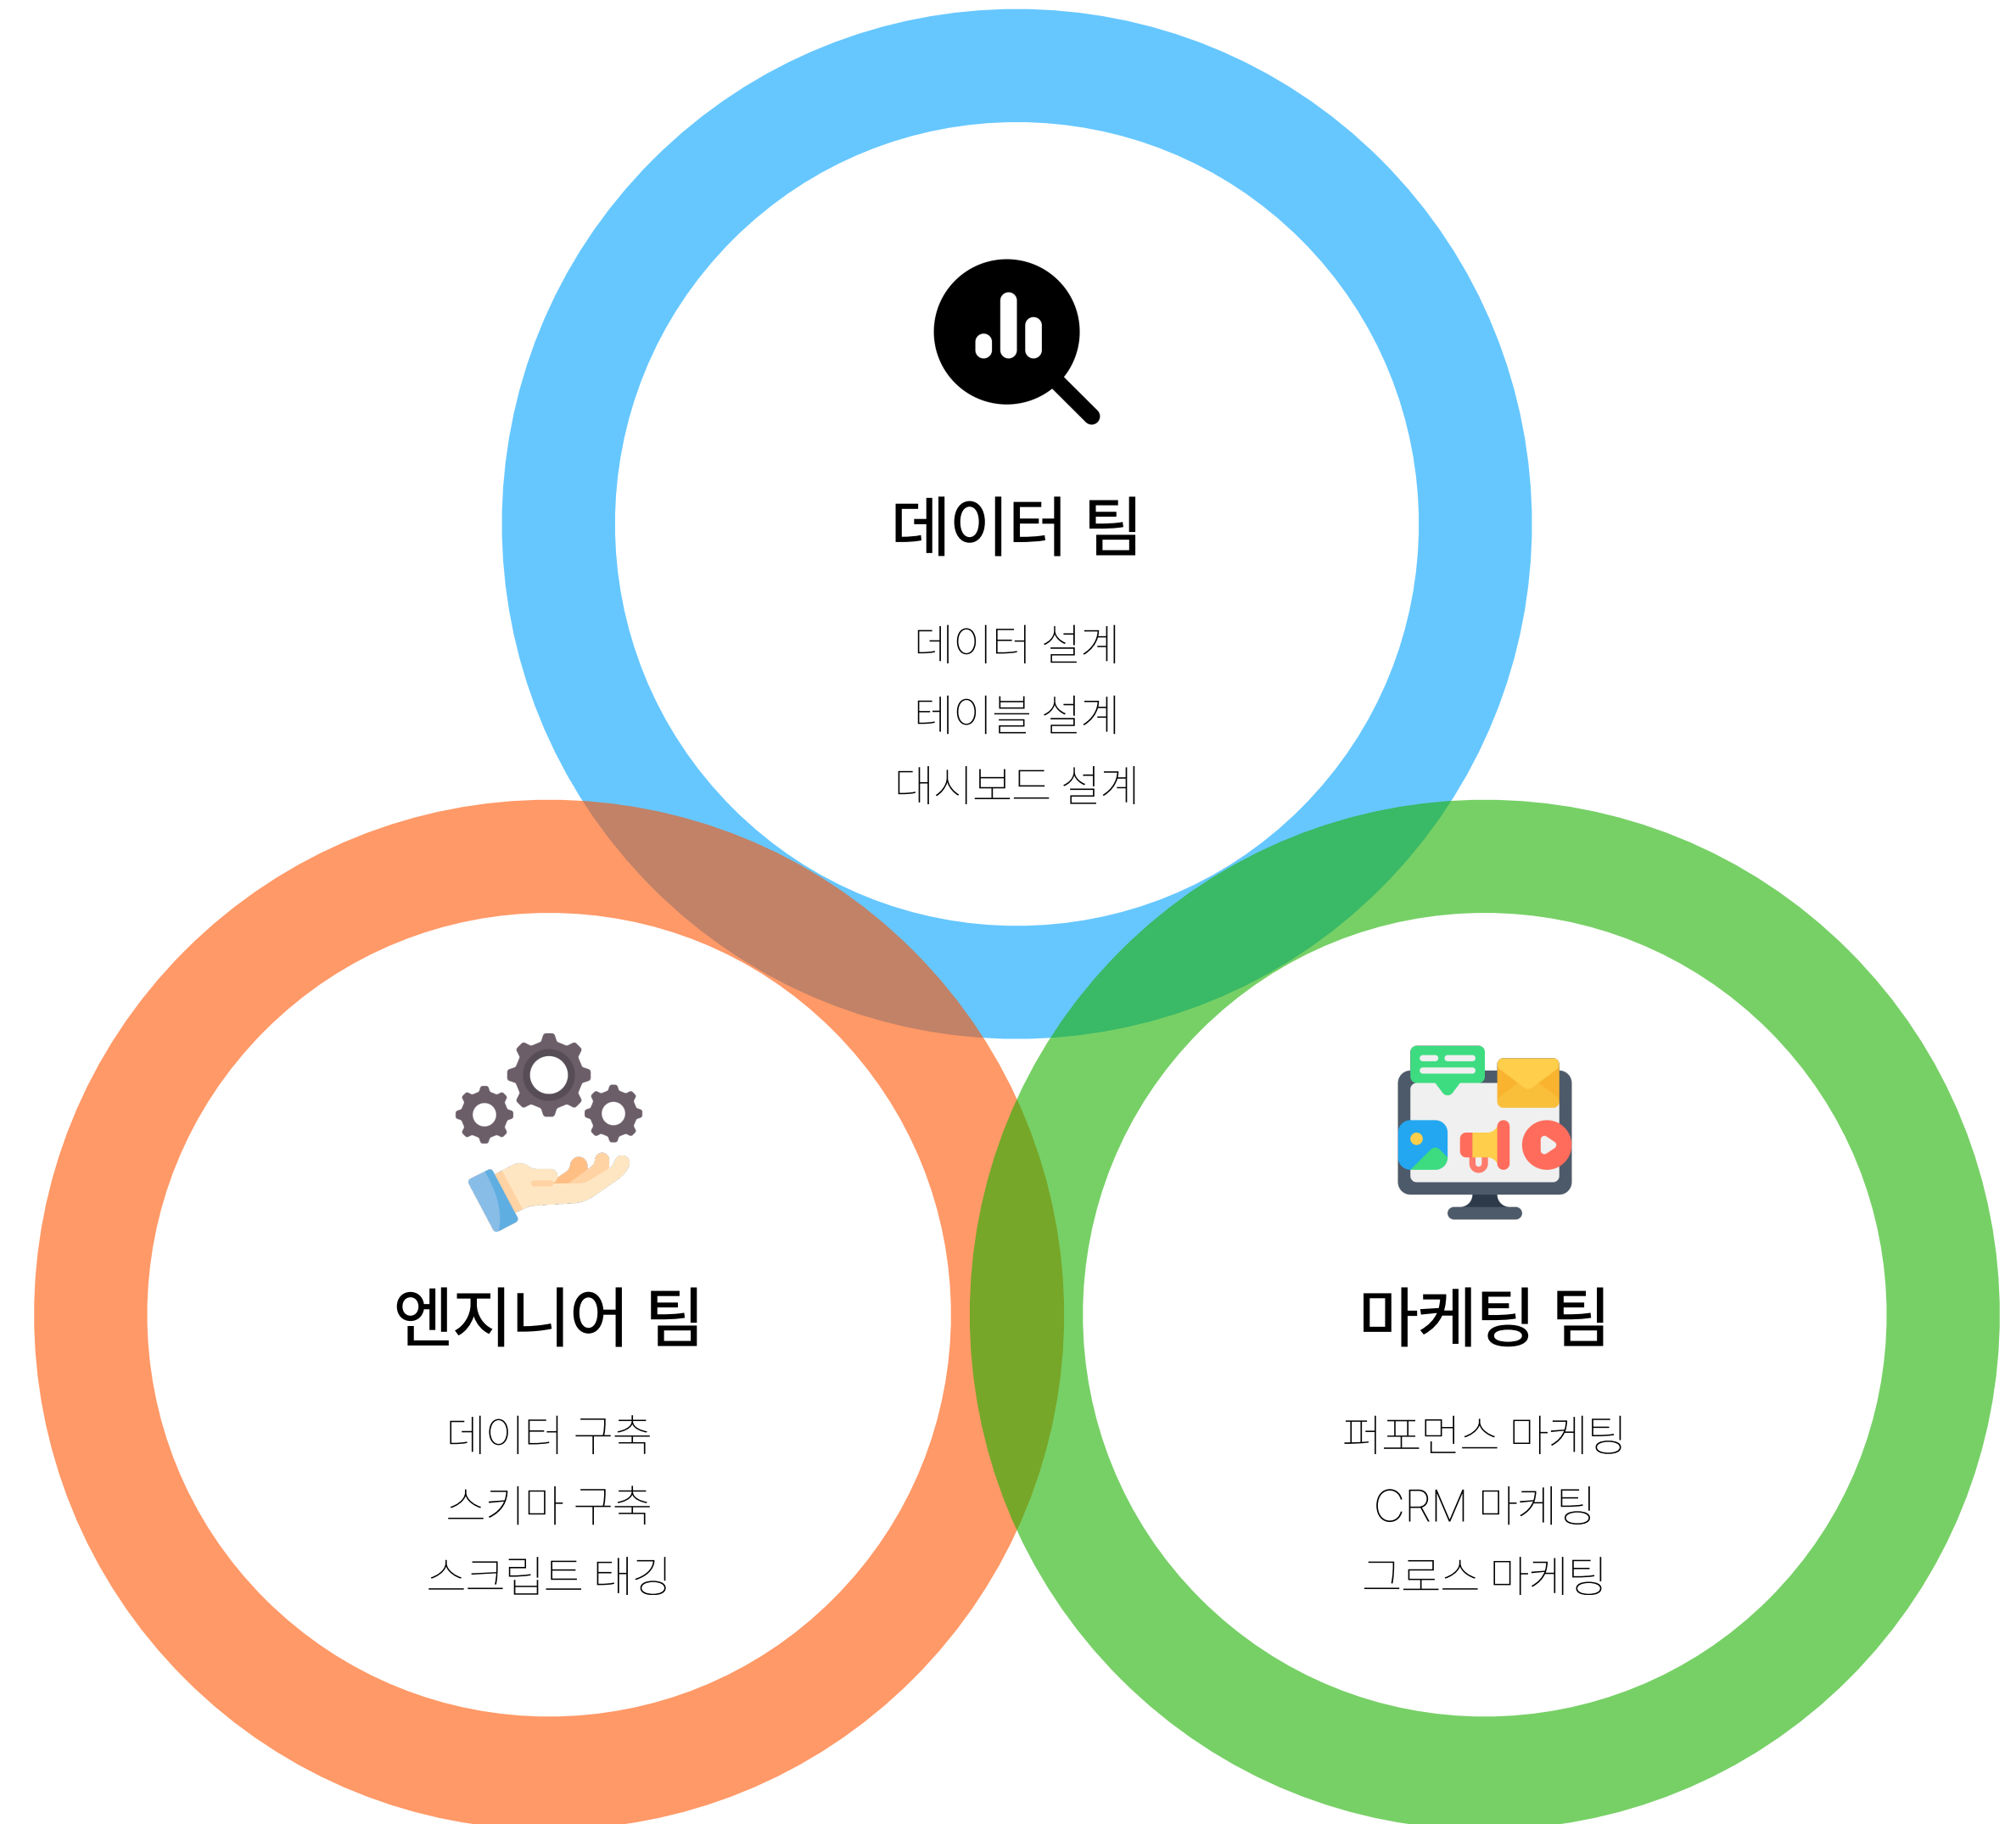 데이터 팀
데이터 설계
테이블 설계
대시보드 설계
엔지니어 팀
데이터 구축
스키마 구축
스크립트 태깅
마케팅 팀
퍼포먼스 마케팅
CRM 마케팅
그로스 마케팅